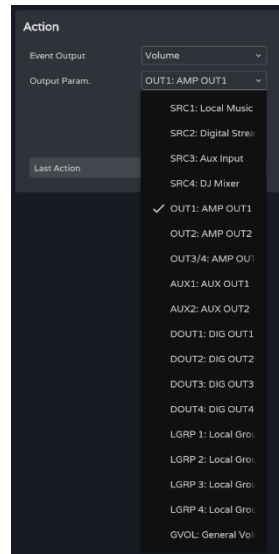 Action
Event Output
Volume
Output Param.
OUT1: AMP OUT1
SRC1: Local Music
SRC2: Digital Strea
SRC3: Aux Input
SRC4: DJ Mixer
Last Action
OUT1: AMP OUT1
OUT2: AMP OUT2
OUT3/4: AMP OUT
AUX1: AUX OUT1
AUX2: AUX OUT2
DOUT1: DIG OUT1
DOUT2: DIG OUT2
DOUT3: DIG OUT3
DOUT4: DIG OUT4
LGRP 1: Local Grou
LGRP 2: Local Grou
LGRP 3: Local Grou
LGRP 4: Local Grou
GVOL: General Vol